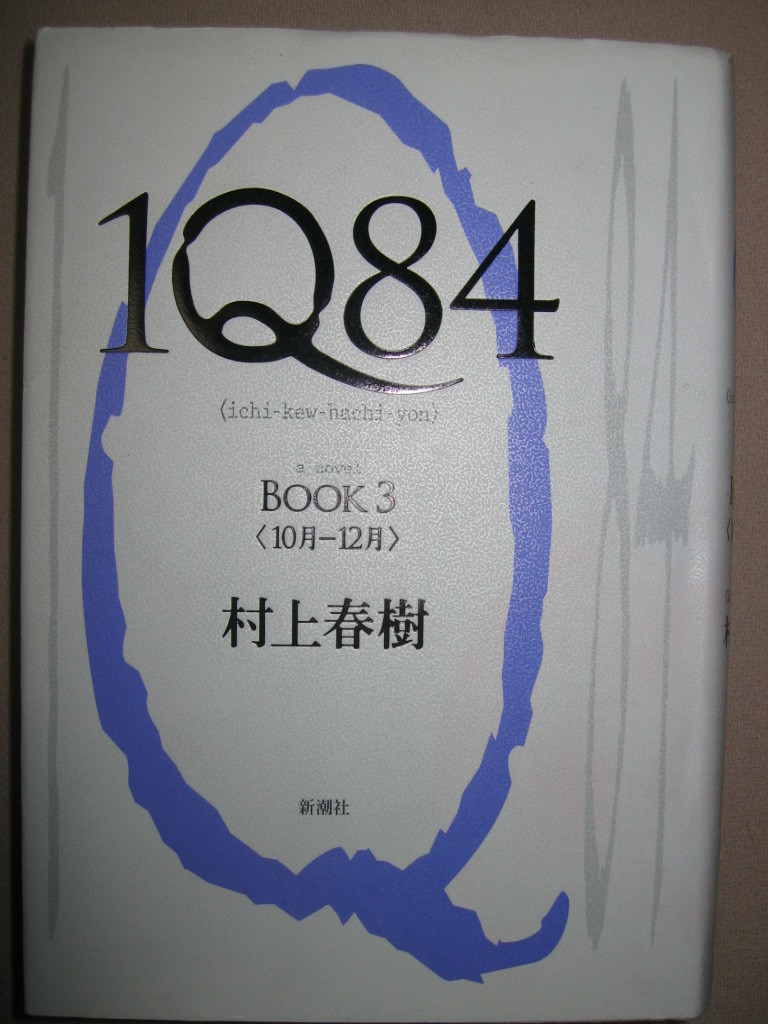 1Q84
〈ichi-kew-hachi-yon〉
a novel
BOOK 3
〈10月−12月〉
村上春樹
新潮社